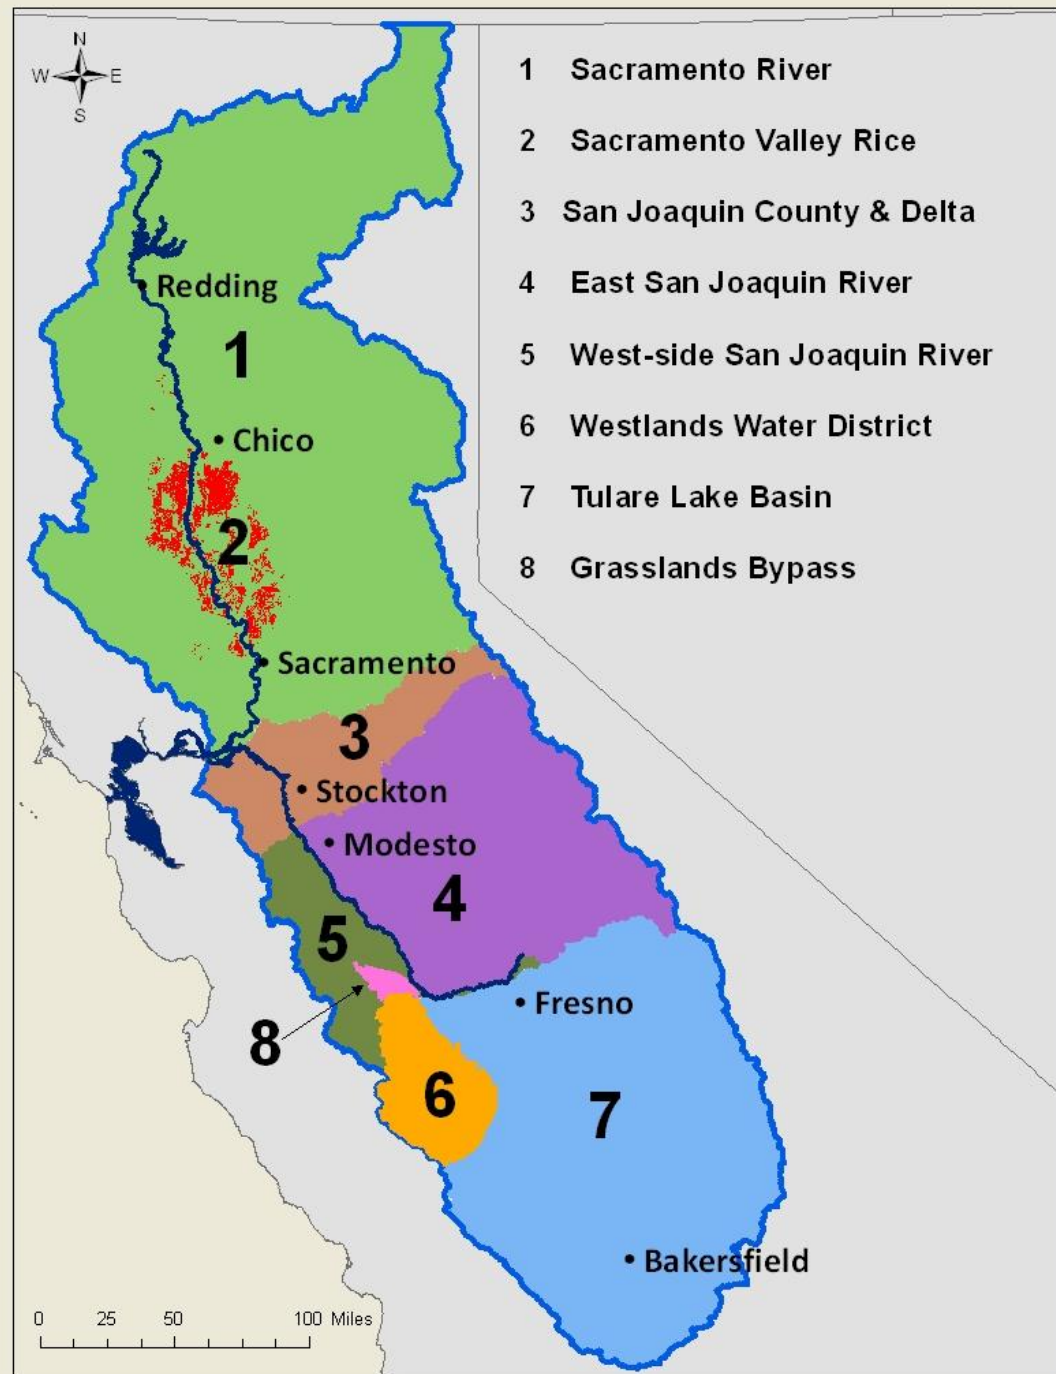 N
W E
S
1 Sacramento River
2 Sacramento Valley Rice
3 San Joaquin County & Delta
4 East San Joaquin River
5 West-side San Joaquin River
6 Westlands Water District
7 Tulare Lake Basin
8 Grasslands Bypass
Redding
1
Chico
2
Sacramento
3
Stockton
Modesto
4
5
Fresno
8
6
7
Bakersfield
0 25 50 100 Miles